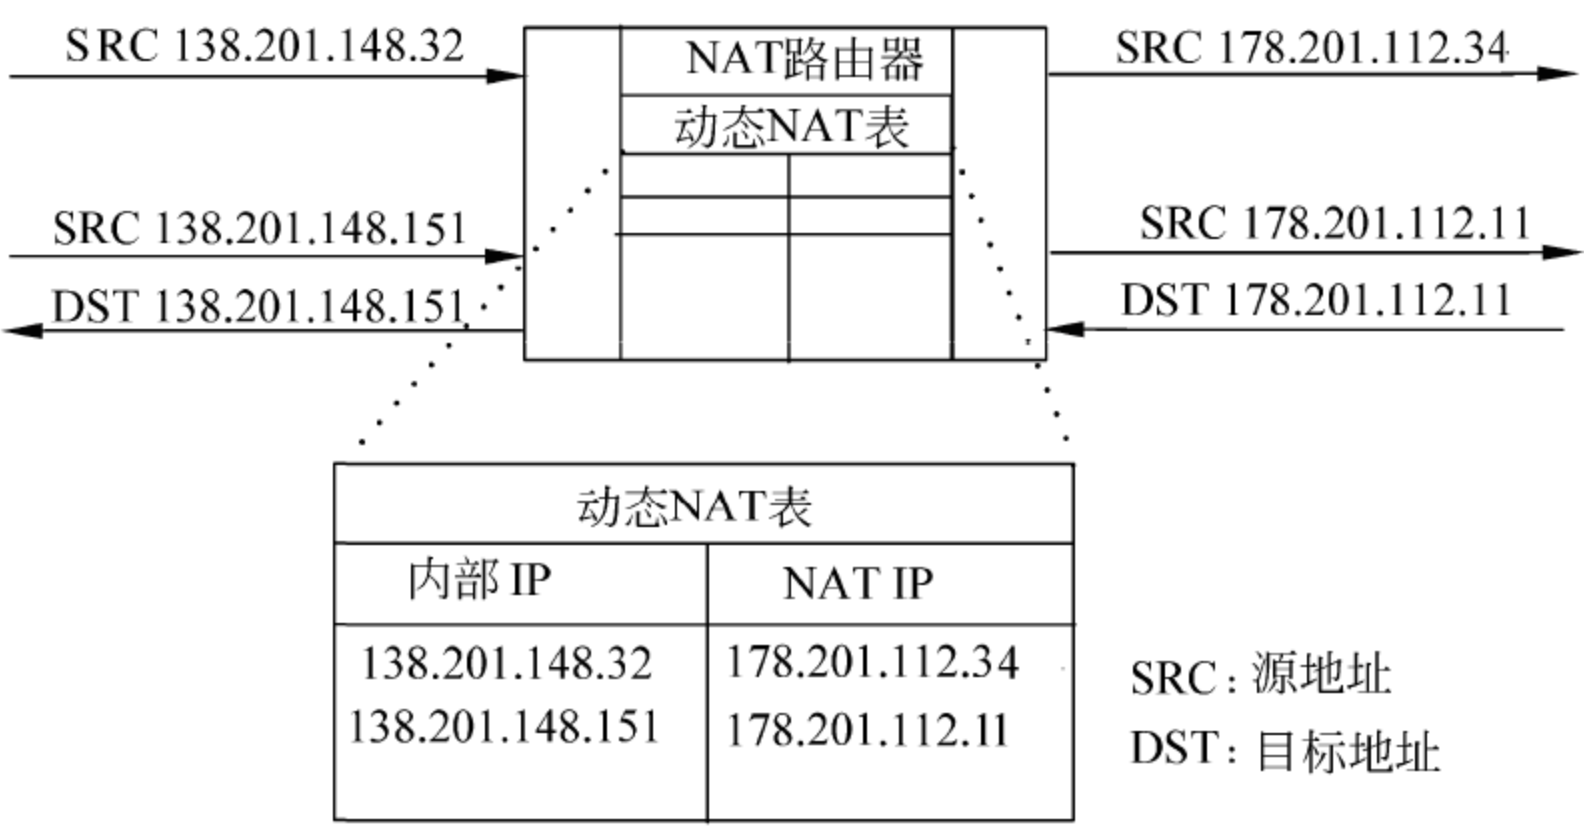 SRC 138.201.148.32
NAT路由器
SRC 178.201.112.34
动态NAT表
SRC 138.201.148.151
SRC 178.201.112.11
DST 138.201.148.151
DST 178.201.112.11
动态NAT表
内部 IP
NAT IP
138.201.148.32
178.201.112.34
138.201.148.151
178.201.112.11
SRC: 源地址
DST: 目标地址